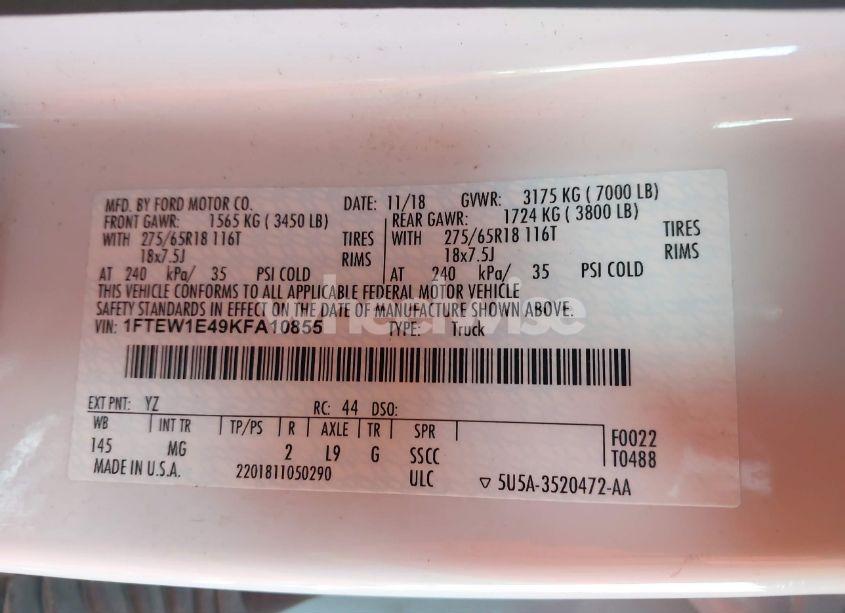 MFD. BY FORD MOTOR CO. DATE: 11/18 GVWR: 3175 KG ( 7000 LB)
FRONT GAWR: 1565 KG ( 3450 LB) REAR GAWR: 1724 KG ( 3800 LB)
WITH 275/65R18 116T TIRES WITH 275/65R18 116T TIRES
18x7.5J RIMS 18x7.5J RIMS
AT 240 kPa/ 35 PSI COLD AT 240 kPa/ 35 PSI COLD
THIS VEHICLE CONFORMS TO ALL APPLICABLE FEDERAL MOTOR VEHICLE
SAFETY STANDARDS IN EFFECT ON THE DATE OF MANUFACTURE SHOWN ABOVE.
VIN: 1FTEW1E49KFA10855 TYPE: Truck
wheelwise
EXT PNT: YZ RC: 44 DSO:
WB INT TR TP/PS R AXLE TR SPR F0022
145 MG 2 L9 G SSCC T0488
MADE IN U.S.A. 2201811050290 ULC ▽ 5U5A-3520472-AA